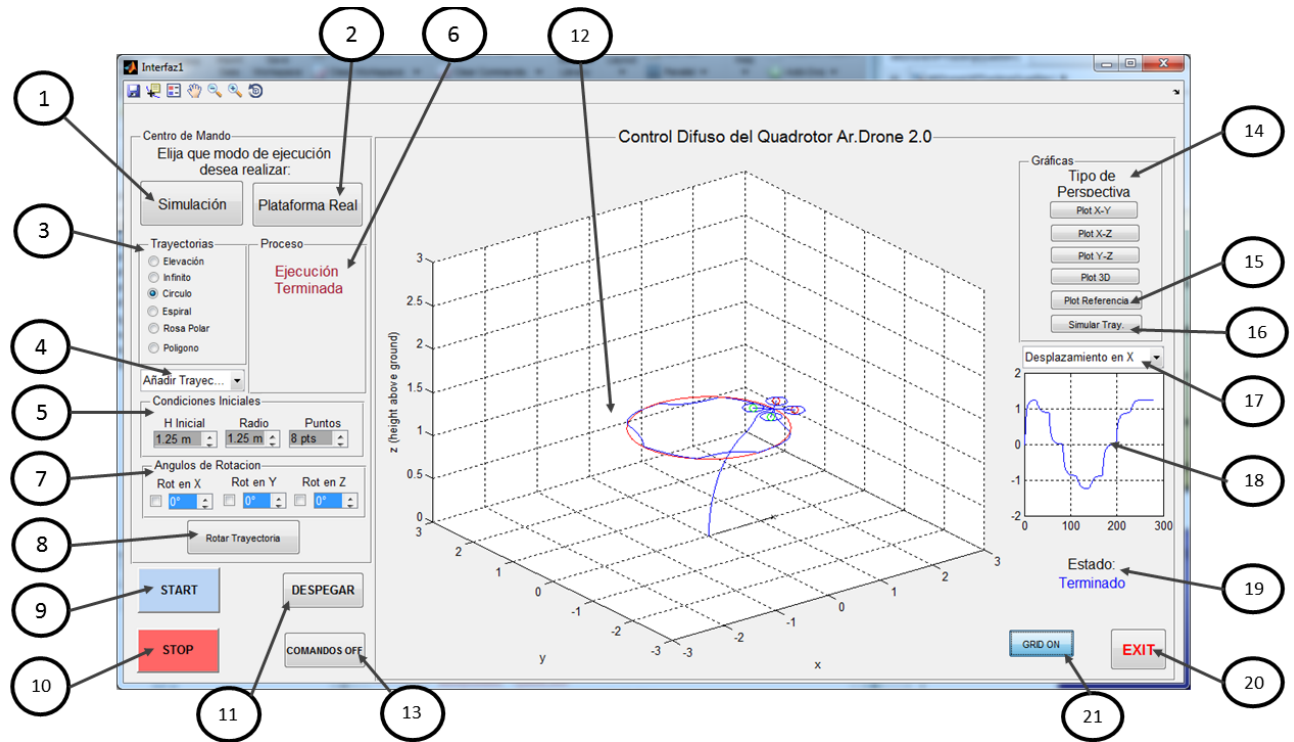 2
6
12
1
Interfaz1
14
Centro de Mando
Elija que modo de ejecución
desea realizar:
Simulación
Plataforma Real
Control Difuso del Quadrotor Ar.Drone 2.0
Gráficas
Tipo de
Perspectiva
Plot X-Y
Plot X-Z
Plot Y-Z
Plot 3D
Plot Referencia
Simular Tray.
15
16
3
Trayectorias
Elevación
Infinito
Circulo
Espiral
Rosa Polar
Poligono
Proceso
Ejecución
Terminada
4
Añadir Trayec...
5
Condiciones Iniciales
H Inicial Radio Puntos
1.25 m 1.25 m 8 pts
7
Angulos de Rotacion
Rot en X Rot en Y Rot en Z
0° 0° 0°
8
Rotar Trayectoria
9
START
DESPEGAR
10
STOP
COMANDOS OFF
11
13
z (height above ground)
3
2.5
2
1.5
1
0.5
0
3
2
1
0
-1
-2
-3
y
-3
-2
-1
0
1
2
3
x
Desplazamiento en X
17
2
1
0
-1
-2
0 100 200 300
18
Estado:
Terminado
19
GRID ON
EXIT
20
21